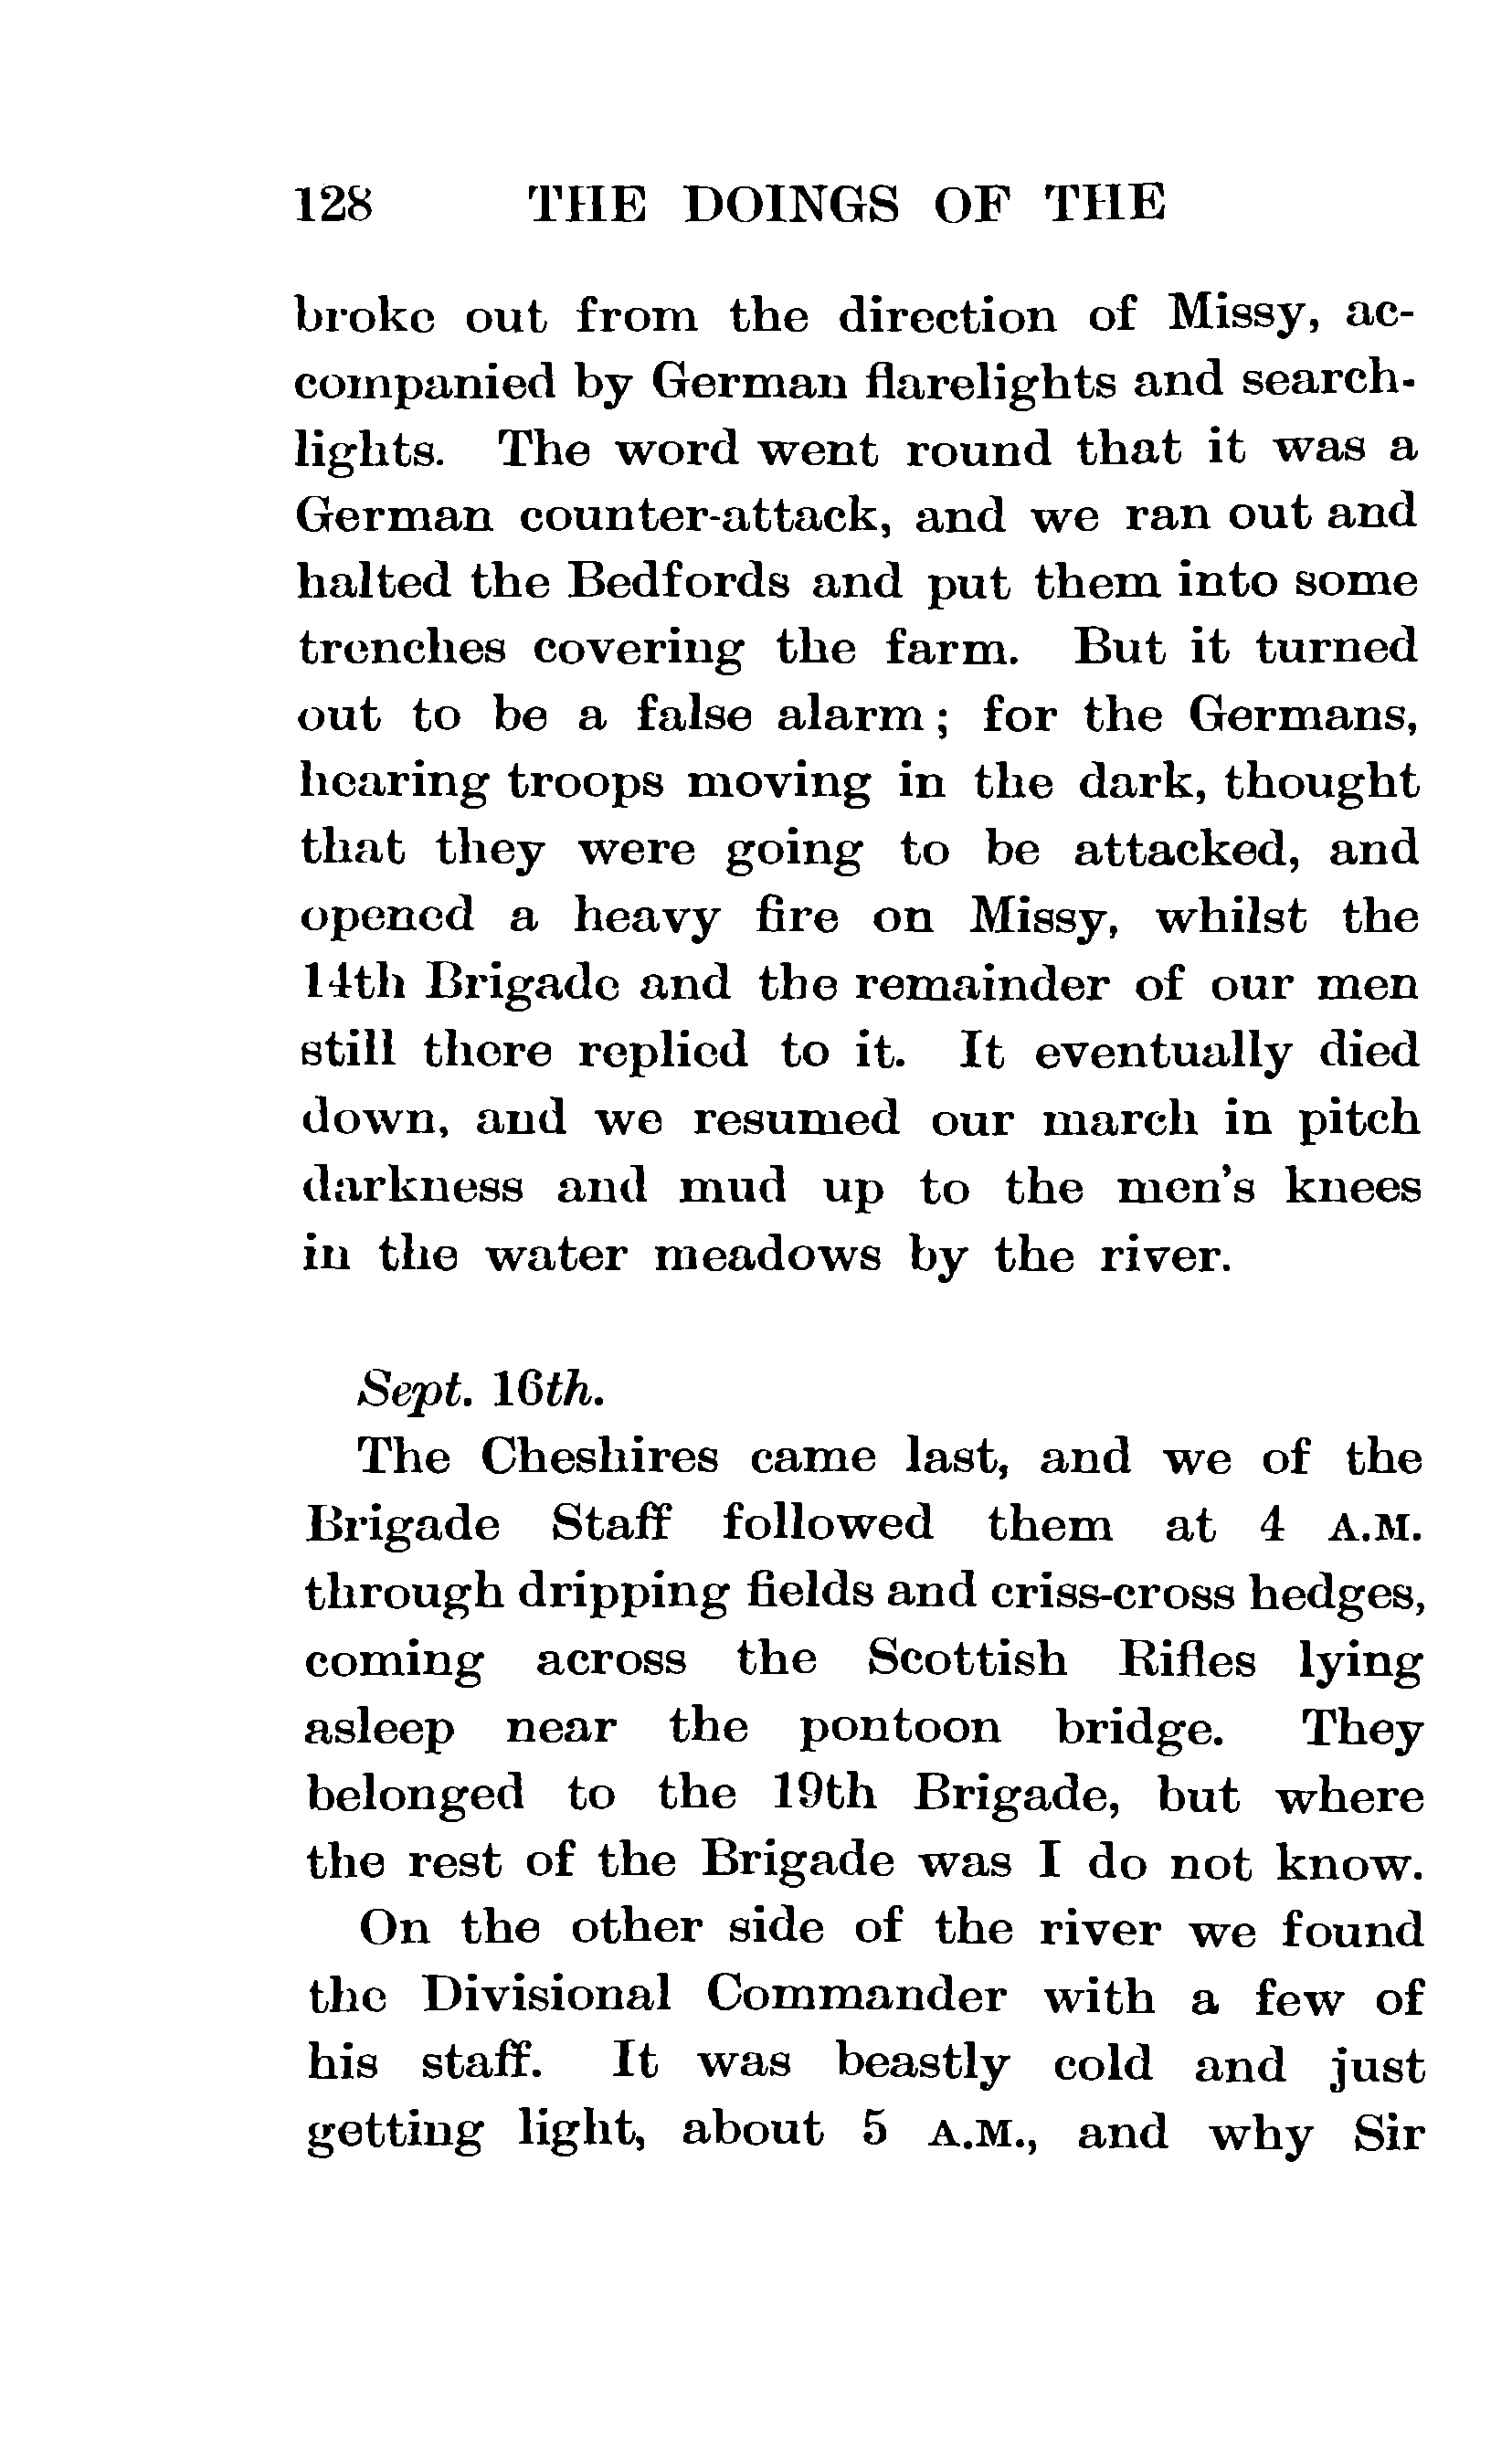 128 THE DOINGS OF THE
broke out from the direction of Missy, ac-
companied by German flarelights and search-
lights. The word went round that it was a
German counter-attack, and we ran out and
halted the Bedfords and put them into some
trenches covering the farm. But it turned
out to be a false alarm; for the Germans,
hearing troops moving in the dark, thought
that they were going to be attacked, and
opened a heavy fire on Missy, whilst the
14th Brigade and the remainder of our men
still there replied to it. It eventually died
down, and we resumed our march in pitch
darkness and mud up to the men's knees
in the water meadows by the river.
Sept. 16th.
The Cheshires came last, and we of the
Brigade Staff followed them at 4 A.M.
through dripping fields and criss-cross hedges,
coming across the Scottish Rifles lying
asleep near the pontoon bridge. They
belonged to the 19th Brigade, but where
the rest of the Brigade was I do not know.
On the other side of the river we found
the Divisional Commander with a few of
his staff. It was beastly cold and just
getting light, about 5 A.M., and why Sir